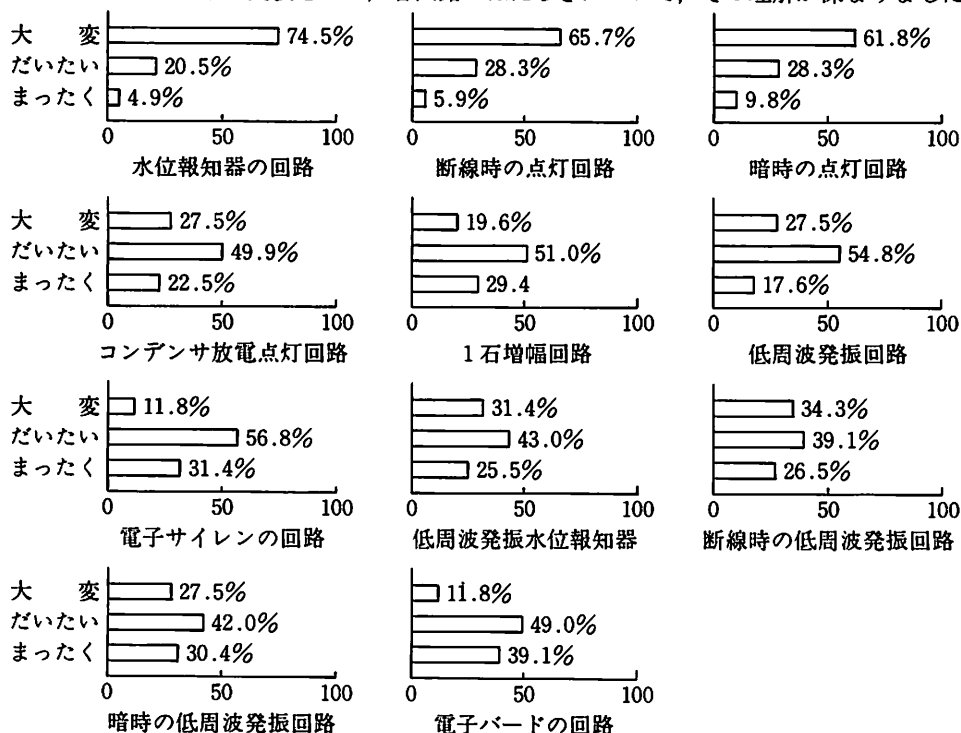 大　変 74.5% 65.7% 61.8%
だいたい 20.5% 28.3% 28.3%
まったく 4.9% 5.9% 9.8%
0 50 100 0 50 100 0 50 100
水位報知器の回路 断線時の点灯回路 暗時の点灯回路
大　変 27.5% 19.6% 27.5%
だいたい 49.9% 51.0% 54.8%
まったく 22.5% 29.4 17.6%
0 50 100 0 50 100 0 50 100
コンデンサ放電点灯回路 1石増幅回路 低周波発振回路
大　変 11.8% 31.4% 34.3%
だいたい 56.8% 43.0% 39.1%
まったく 31.4% 25.5% 26.5%
0 50 100 0 50 100 0 50 100
電子サイレンの回路 低周波発振水位報知器 断線時の低周波発振回路
大　変 27.5% 11.8%
だいたい 42.0% 49.0%
まったく 30.4% 39.1%
0 50 100 0 50 100
暗時の低周波発振回路 電子バードの回路